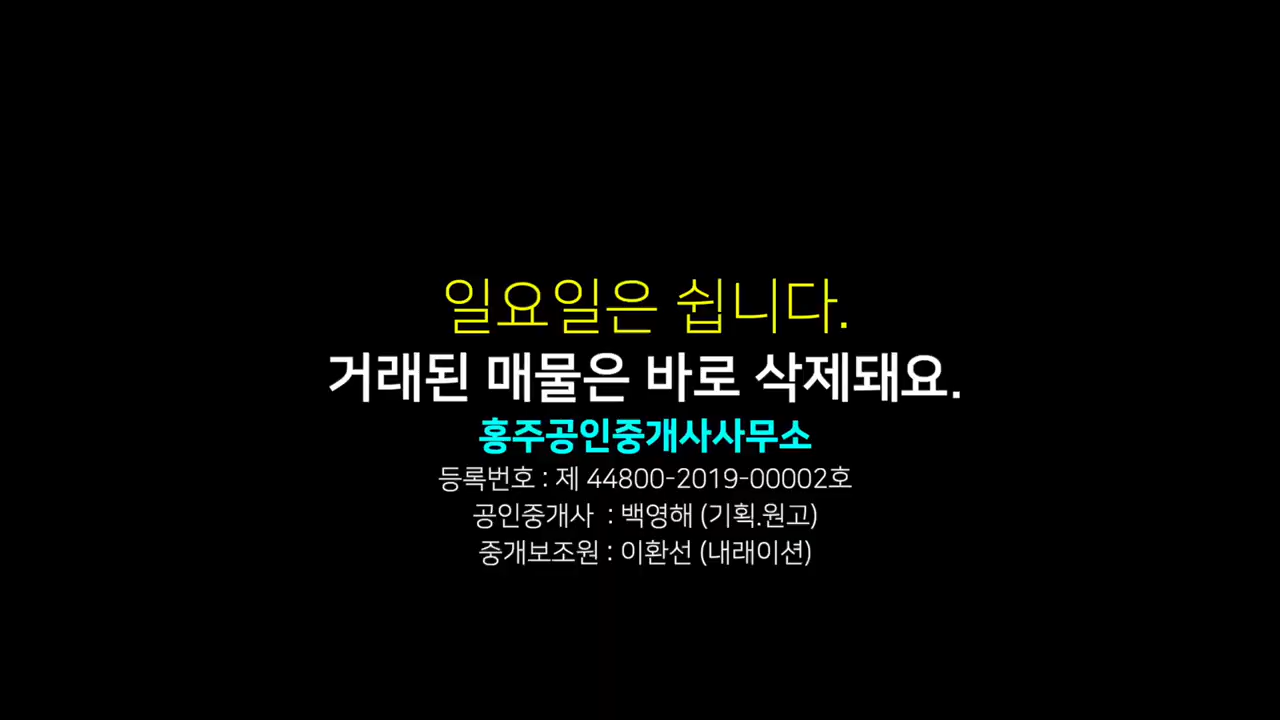 일요일은 쉽니다.
거래된 매물은 바로 삭제돼요.
홍주공인중개사사무소
등록번호 : 제 44800-2019-00002호
공인중개사 : 백영해 (기획.원고)
중개보조원 : 이환선 (내래이션)